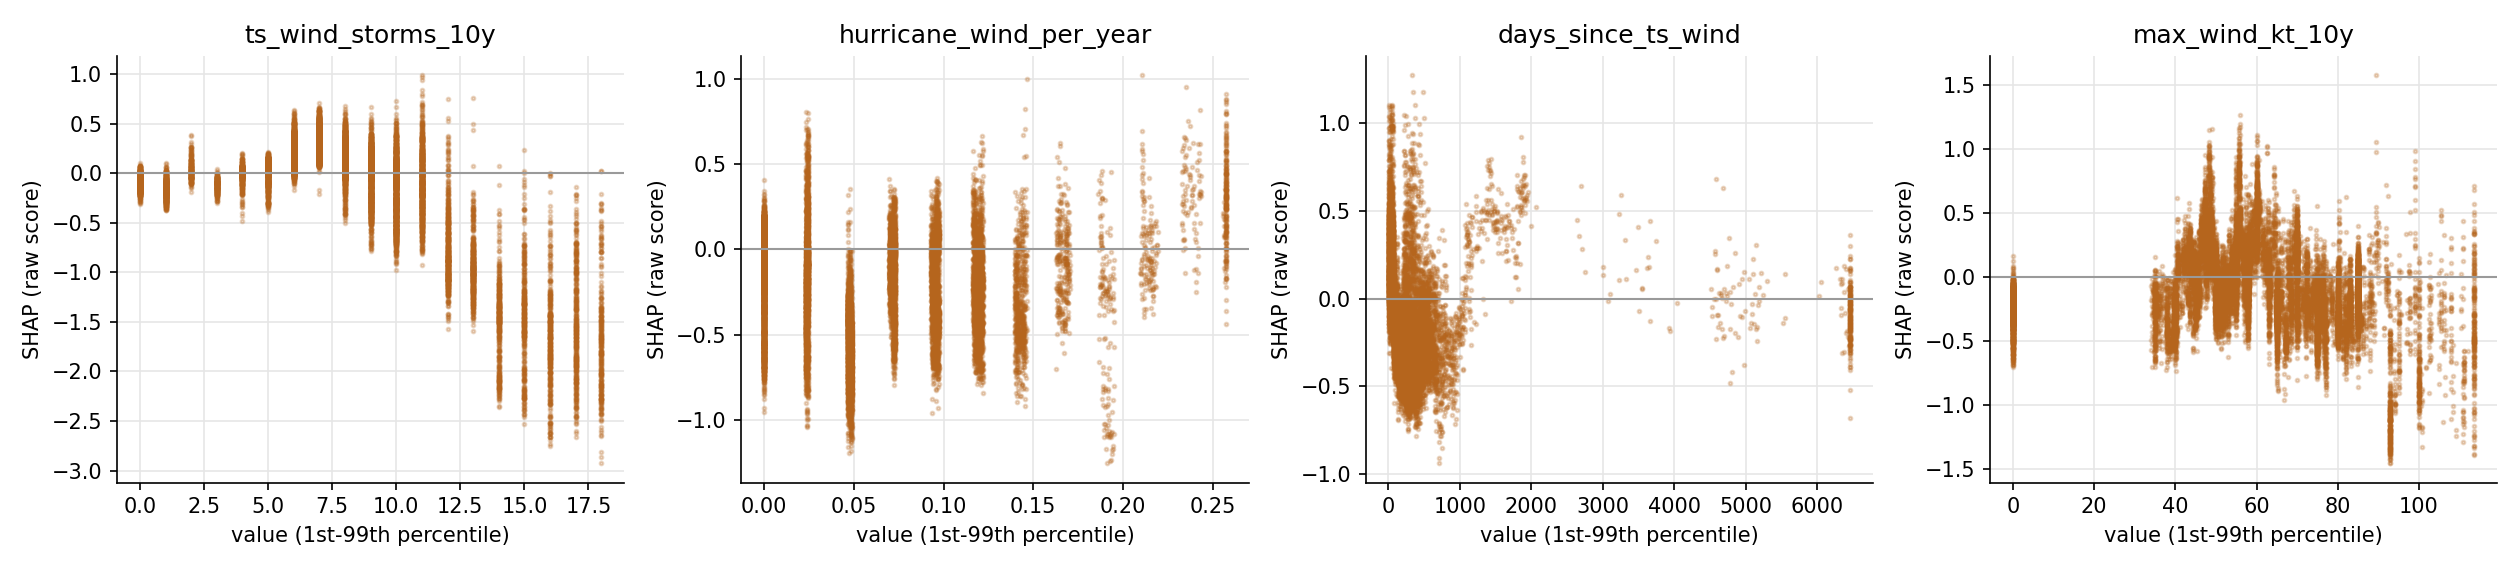 ts_wind_storms_10y
SHAP (raw score)
1.0
0.5
0.0
−0.5
−1.0
−1.5
−2.0
−2.5
−3.0
0.0 2.5 5.0 7.5 10.0 12.5 15.0 17.5
value (1st-99th percentile)
hurricane_wind_per_year
SHAP (raw score)
1.0
0.5
0.0
−0.5
−1.0
0.00 0.05 0.10 0.15 0.20 0.25
value (1st-99th percentile)
days_since_ts_wind
SHAP (raw score)
1.0
0.5
0.0
−0.5
−1.0
0 1000 2000 3000 4000 5000 6000
value (1st-99th percentile)
max_wind_kt_10y
SHAP (raw score)
1.5
1.0
0.5
0.0
−0.5
−1.0
−1.5
0 20 40 60 80 100
value (1st-99th percentile)